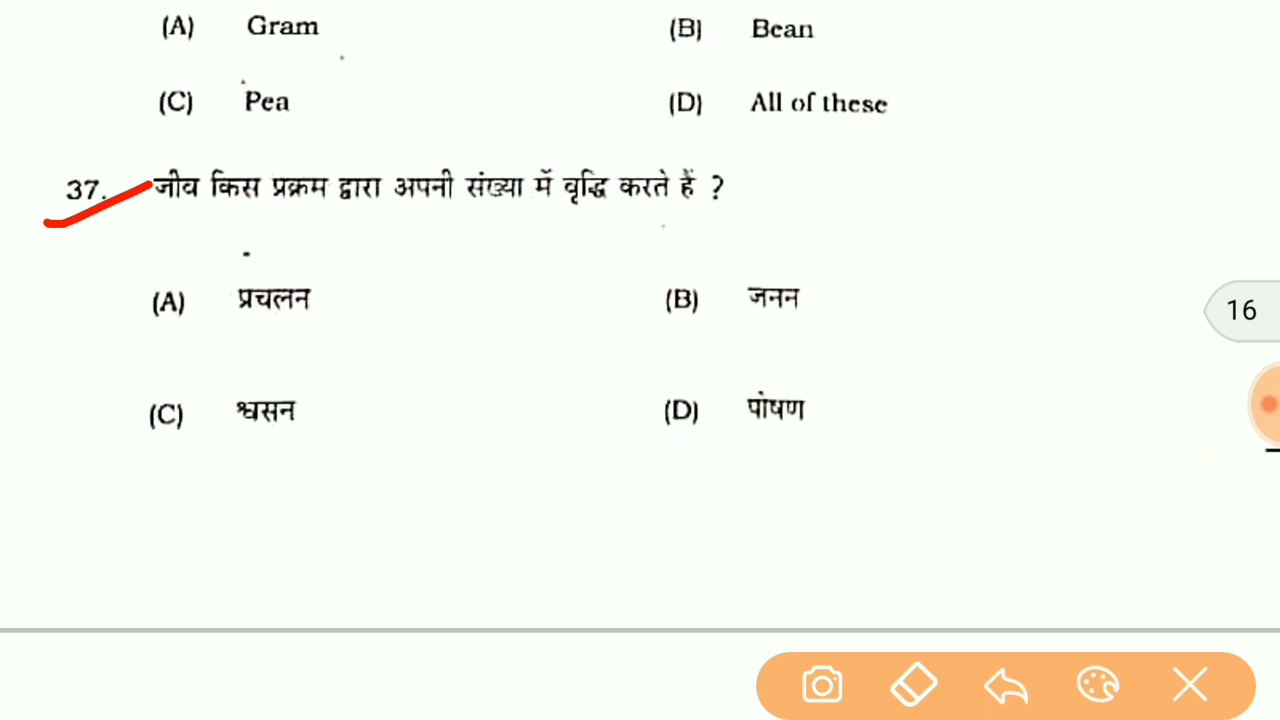 (A) Gram (B) Bean
(C) Pea (D) All of these
37. जीव किस प्रक्रम द्वारा अपनी संख्या में वृद्धि करते हैं ?
(A) प्रचलन (B) जनन
16
(C) श्वसन (D) पोषण